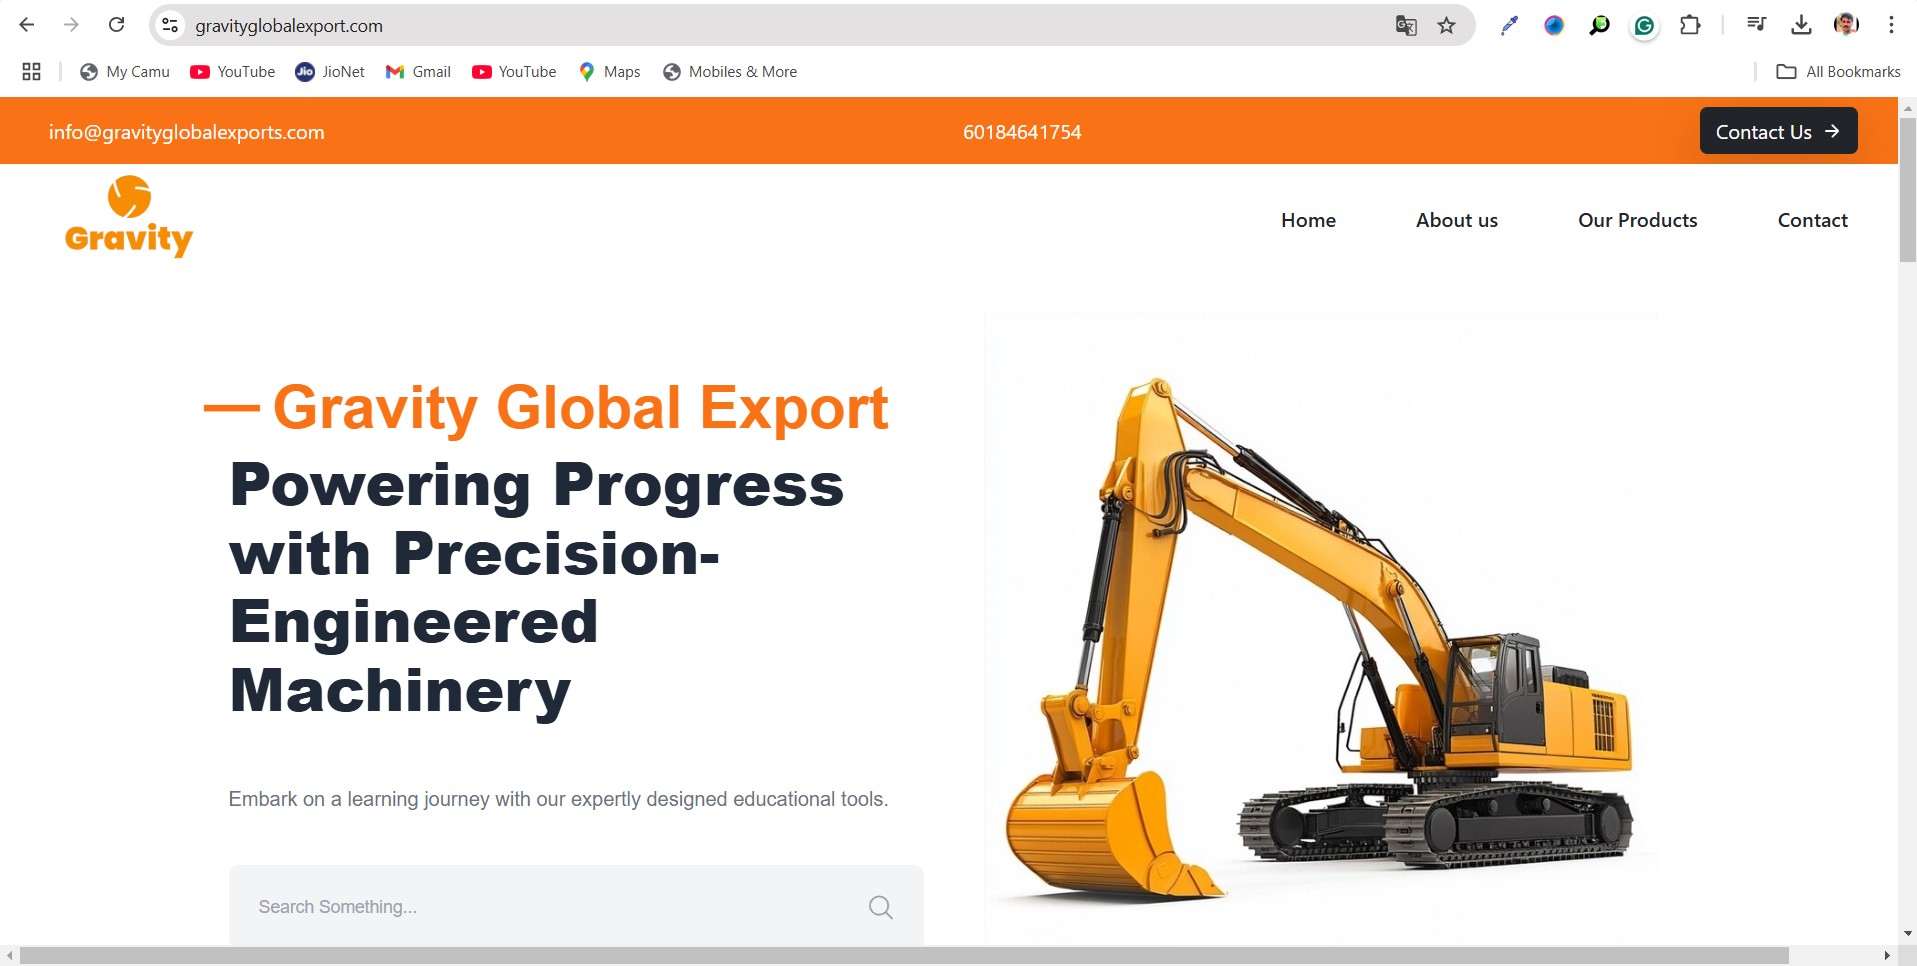 gravityglobalexport.com
My Camu
YouTube
Jio
JioNet
Gmail
YouTube
Maps
Mobiles & More
All Bookmarks
info@gravityglobalexports.com
60184641754
Contact Us →
Gravity
Home
About us
Our Products
Contact
— Gravity Global Export
Powering Progress
with Precision-
Engineered
Machinery
Embark on a learning journey with our expertly designed educational tools.
Search Something...